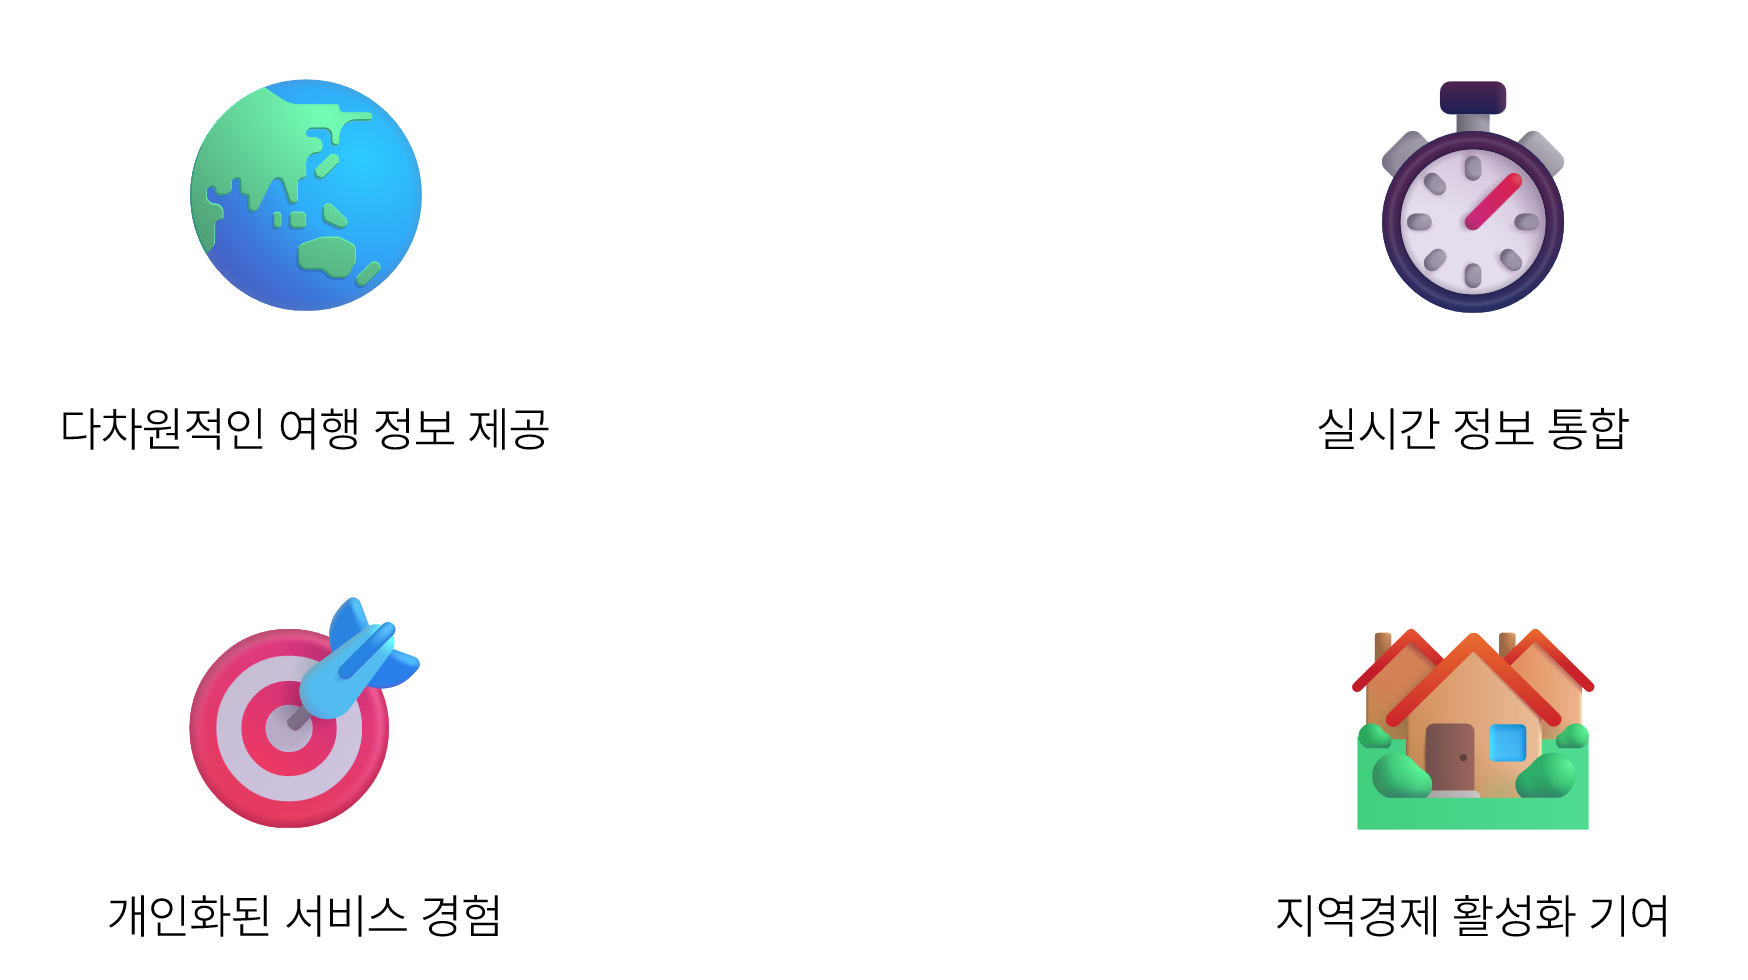 다차원적인 여행 정보 제공
실시간 정보 통합
개인화된 서비스 경험
지역경제 활성화 기여